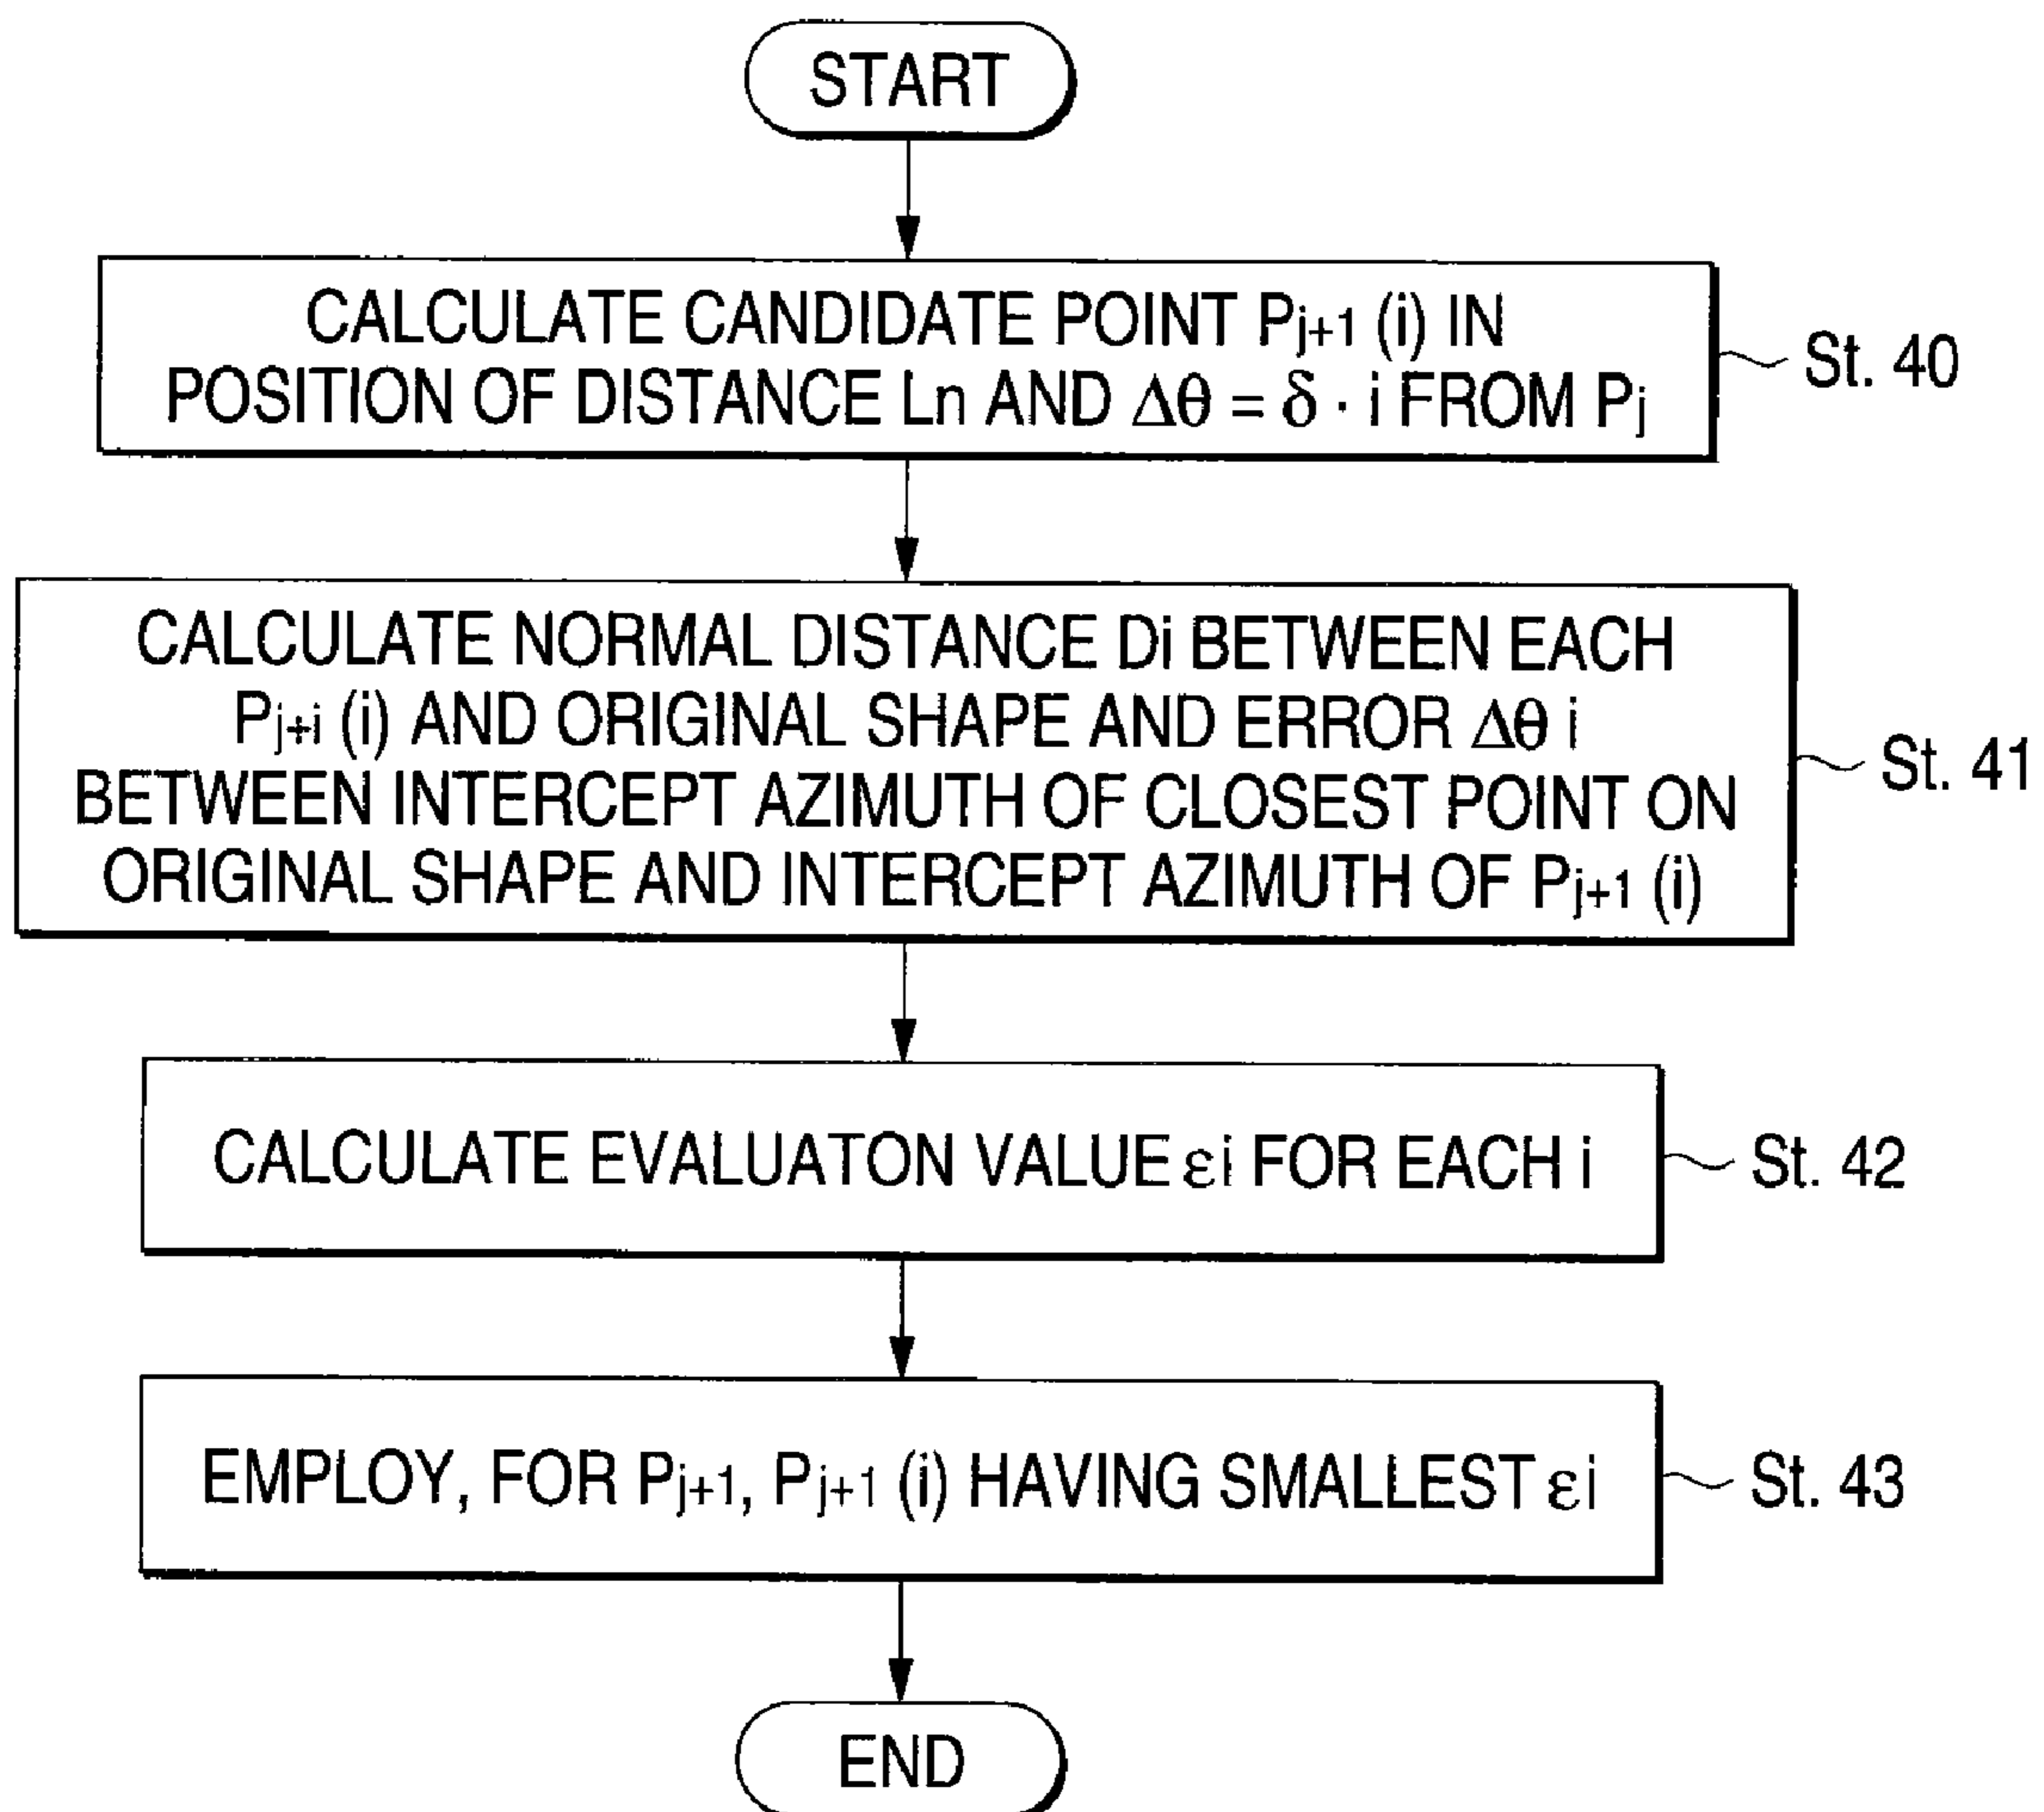 START
CALCULATE CANDIDATE POINT Pj+1 (i) IN
POSITION OF DISTANCE Ln AND Δθ = δ · i FROM Pj
St. 40
CALCULATE NORMAL DISTANCE Di BETWEEN EACH
Pj+i (i) AND ORIGINAL SHAPE AND ERROR Δθ i
BETWEEN INTERCEPT AZIMUTH OF CLOSEST POINT ON
ORIGINAL SHAPE AND INTERCEPT AZIMUTH OF Pj+1 (i)
St. 41
CALCULATE EVALUATON VALUE εi FOR EACH i
St. 42
EMPLOY, FOR Pj+1, Pj+1 (i) HAVING SMALLEST εi
St. 43
END